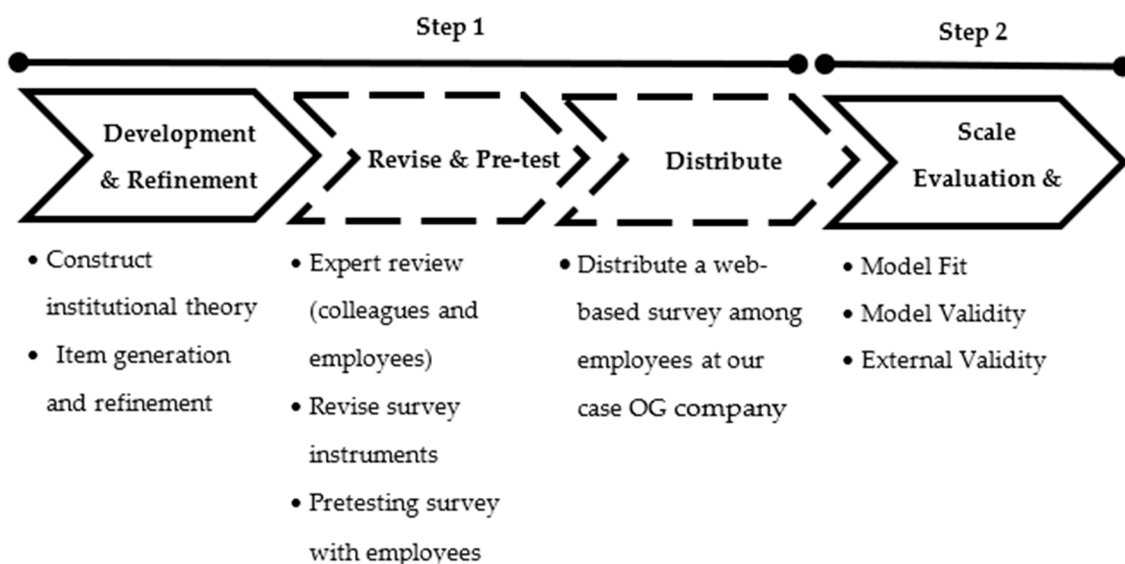 Step 1
Step 2
Development
& Refinement
Revise & Pre-test
Distribute
Scale
Evaluation &
• Construct
institutional theory
• Item generation
and refinement
• Expert review
(colleagues and
employees)
• Revise survey
instruments
• Pretesting survey
with employees
• Distribute a web-
based survey among
employees at our
case OG company
• Model Fit
• Model Validity
• External Validity